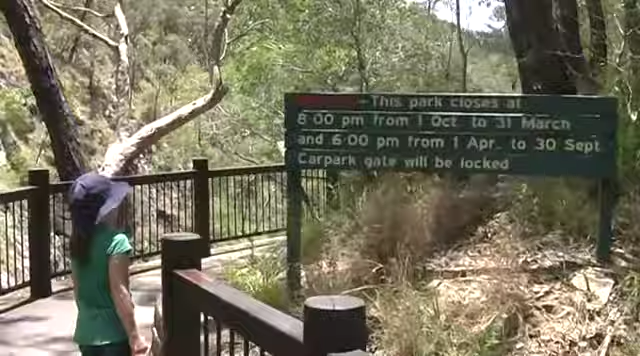 This park closes at
8:00 pm from 1 Oct. to 31 March
and 6:00 pm from 1 Apr. to 30 Sept.
Carpark gate will be locked